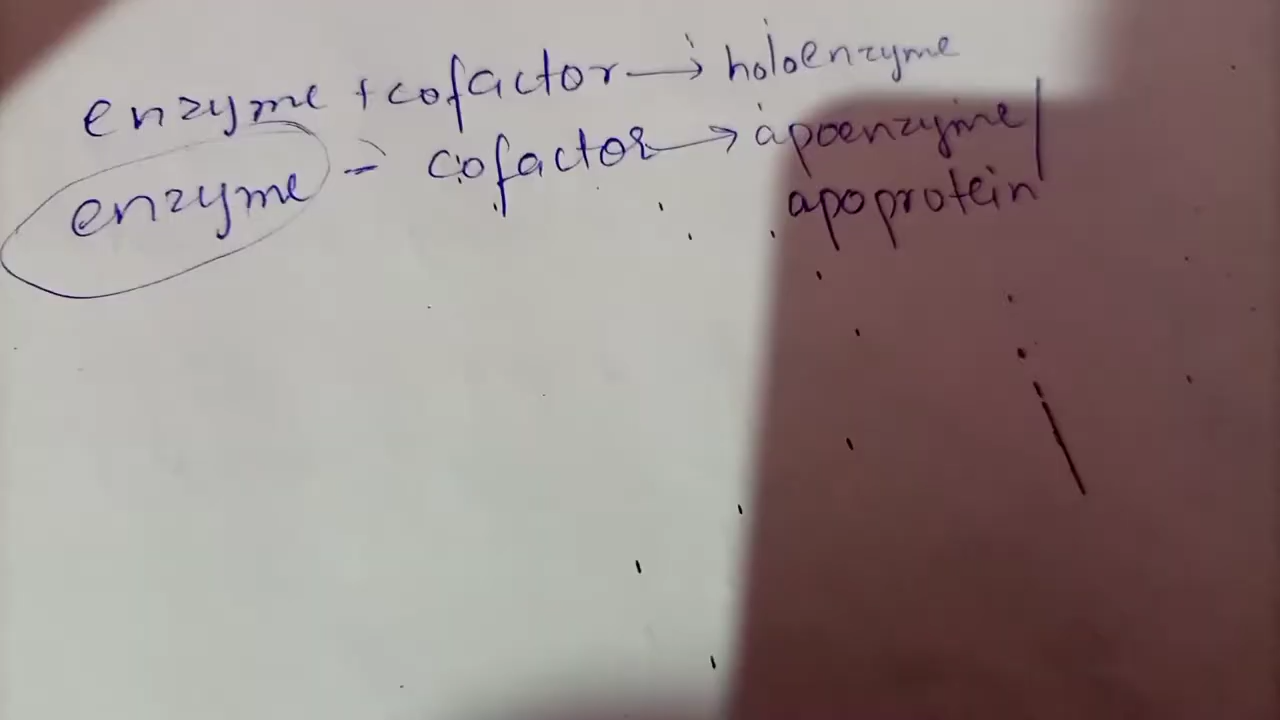 enzyme + cofactor → holoenzyme
enzyme - cofactor → apoenzyme/
apoprotein